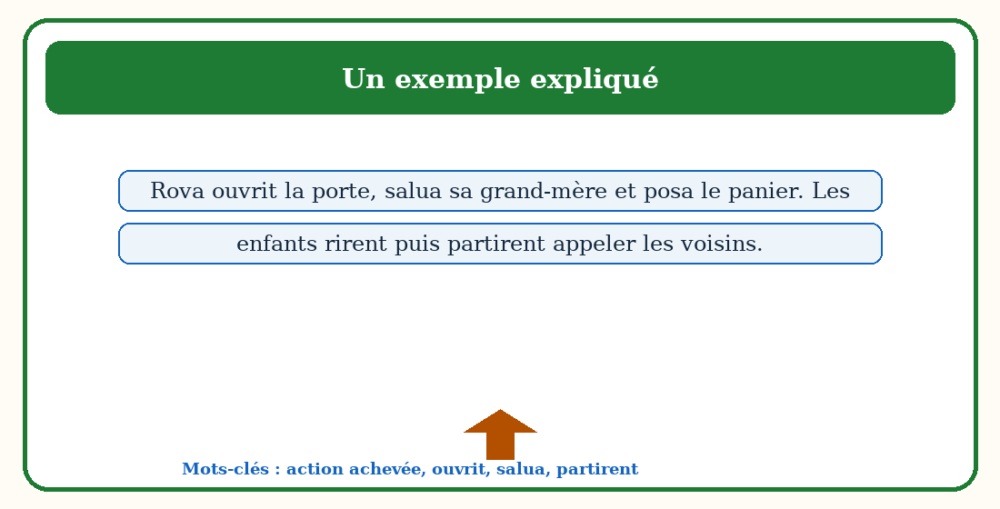 Un exemple expliqué
Rova ouvrit la porte, salua sa grand-mère et posa le panier. Les
enfants rirent puis partirent appeler les voisins.
Mots-clés : action achevée, ouvrit, salua, partirent